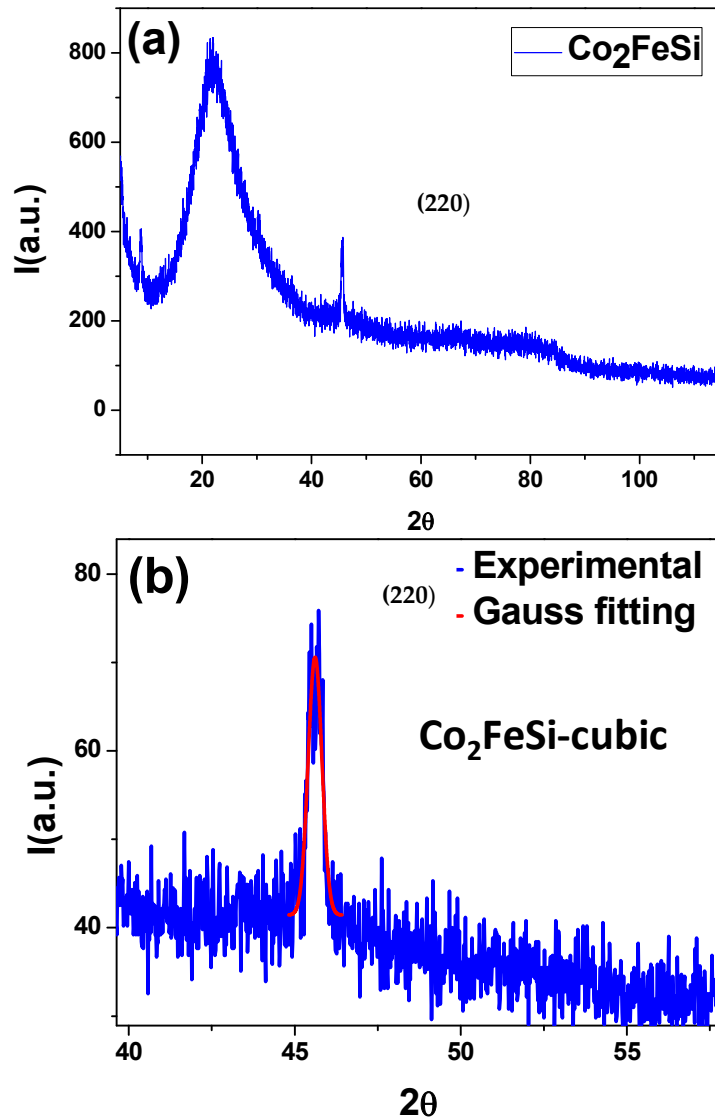 (a)
Co2FeSi
(220)
I(a.u.)
800
600
400
200
0
20 40 60 80 100
2θ
(b)
(220)
Experimental
Gauss fitting
Co2FeSi-cubic
I(a.u.)
80
60
40
40 45 50 55
2θ